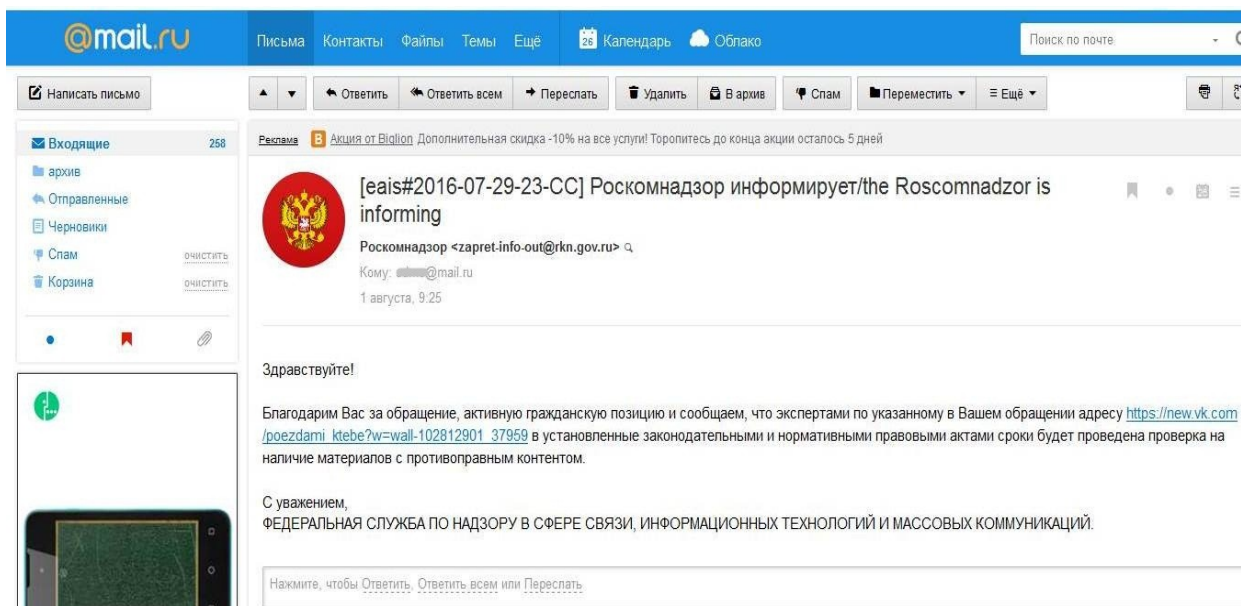 @mail.ru
Письма Контакты Файлы Темы Ещё 26 Календарь Облако Поиск по почте
Написать письмо Ответить Ответить всем Переслать Удалить В архив Спам Переместить Ещё
Входящие 258
архив
Отправленные
Черновики
Спам очистить
Корзина очистить
Реклама B Акция от Biglion Дополнительная скидка -10% на все услуги! Торопитесь до конца акции осталось 5 дней
[eais#2016-07-29-23-CC] Роскомнадзор информирует/the Roscomnadzor is
informing
Роскомнадзор <zapret-info-out@rkn.gov.ru>
Кому: @mail.ru
1 августа, 9:25
Здравствуйте!
Благодарим Вас за обращение, активную гражданскую позицию и сообщаем, что экспертами по указанному в Вашем обращении адресу https://new.vk.com
/poezdami_ktebe?w=wall-102812901_37959 в установленные законодательными и нормативными правовыми актами сроки будет проведена проверка на
наличие материалов с противоправным контентом.
С уважением,
ФЕДЕРАЛЬНАЯ СЛУЖБА ПО НАДЗОРУ В СФЕРЕ СВЯЗИ, ИНФОРМАЦИОННЫХ ТЕХНОЛОГИЙ И МАССОВЫХ КОММУНИКАЦИЙ.
Нажмите, чтобы Ответить, Ответить всем или Переслать